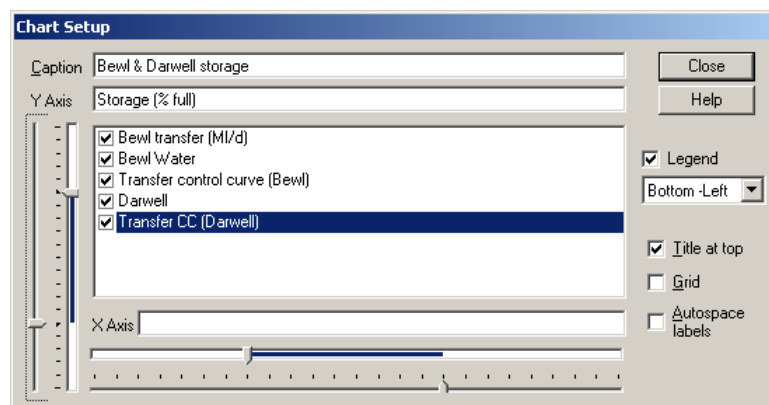 Chart Setup
Caption
Bewl & Darwell storage
Close
Y Axis
Storage (% full)
Help
Bewl transfer (Ml/d)
Bewl Water
Transfer control curve (Bewl)
Darwell
Transfer CC (Darwell)
Legend
Bottom -Left
Title at top
Grid
Autospace
labels
X Axis